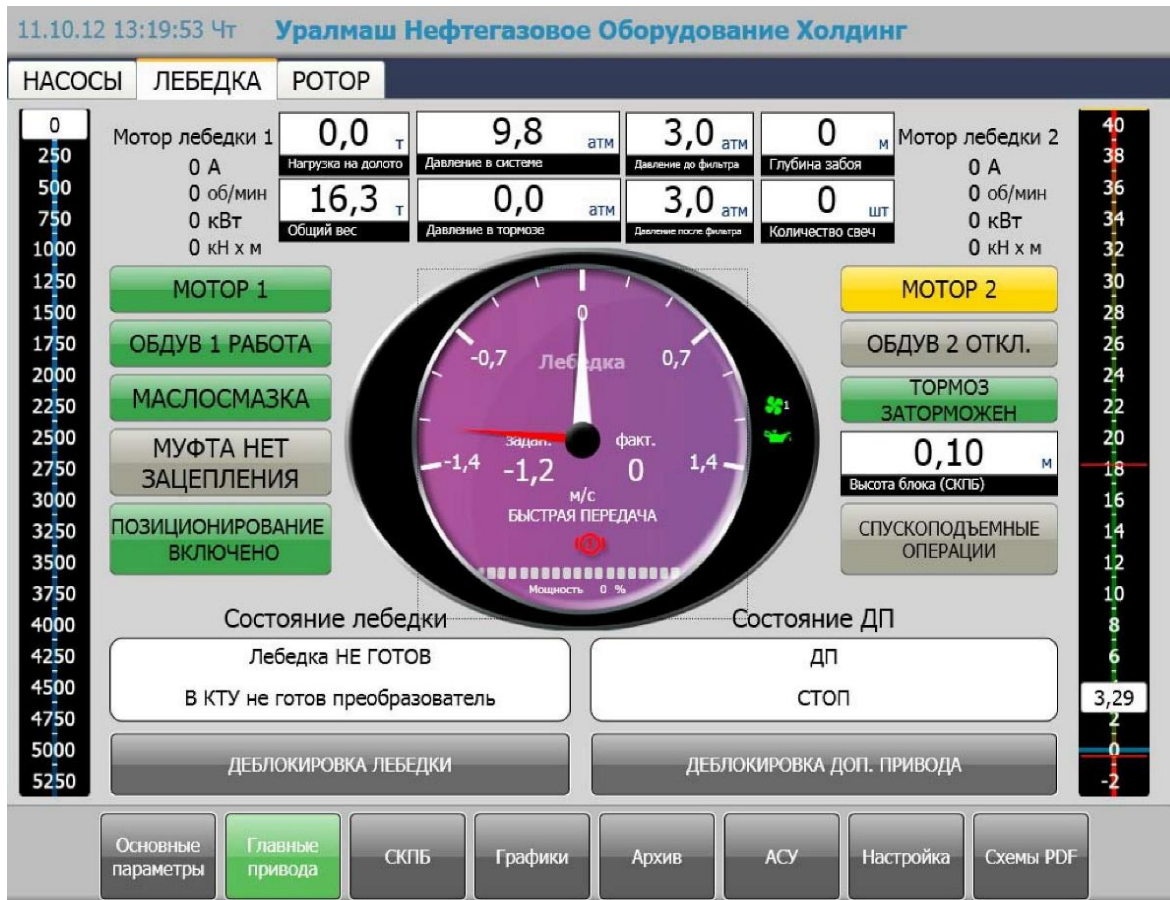 11.10.12 13:19:53 Чт Уралмаш Нефтегазовое Оборудование Холдинг
НАСОСЫ ЛЕБЕДКА РОТОР
0
250
500
750
1000
1250
1500
1750
2000
2250
2500
2750
3000
3250
3500
3750
4000
4250
4500
4750
5000
5250
Мотор лебедки 1
0 А
0 об/мин
0 кВт
0 кН х м
0,0 т
Нагрузка на долото
9,8 атм
Давление в системе
3,0 атм
Давление до фильтра
0 м
Глубина забоя
16,3 т
Общий вес
0,0 атм
Давление в тормозе
3,0 атм
Давление после фильтра
0 шт
Количество свеч
Мотор лебедки 2
0 А
0 об/мин
0 кВт
0 кН х м
МОТОР 1
ОБДУВ 1 РАБОТА
МАСЛОСМАЗКА
МУФТА НЕТ
ЗАЦЕПЛЕНИЯ
ПОЗИЦИОНИРОВАНИЕ
ВКЛЮЧЕНО
0
-0,7 Лебедка 0,7
задан. факт.
-1,4 -1,2 0 1,4
м/с
БЫСТРАЯ ПЕРЕДАЧА
Мощность 0 %
1
МОТОР 2
ОБДУВ 2 ОТКЛ.
ТОРМОЗ
ЗАТОРМОЖЕН
0,10 м
Высота блока (СКПБ)
СПУСКОПОДЪЕМНЫЕ
ОПЕРАЦИИ
40
38
36
34
32
30
28
26
24
22
20
18
16
14
12
10
8
6
3,29
2
0
-2
Состояние лебедки
Лебедка НЕ ГОТОВ
В КТУ не готов преобразователь
Состояние ДП
ДП
СТОП
ДЕБЛОКИРОВКА ЛЕБЕДКИ
ДЕБЛОКИРОВКА ДОП. ПРИВОДА
Основные
параметры
Главные
привода
СКПБ
Графики
Архив
АСУ
Настройка
Схемы PDF